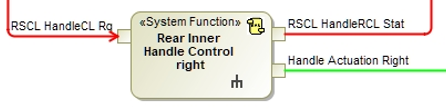 RSCL HandleCL Rq
«System Function»
Rear Inner
Handle Control
right
RSCL HandleRCL Stat
Handle Actuation Right